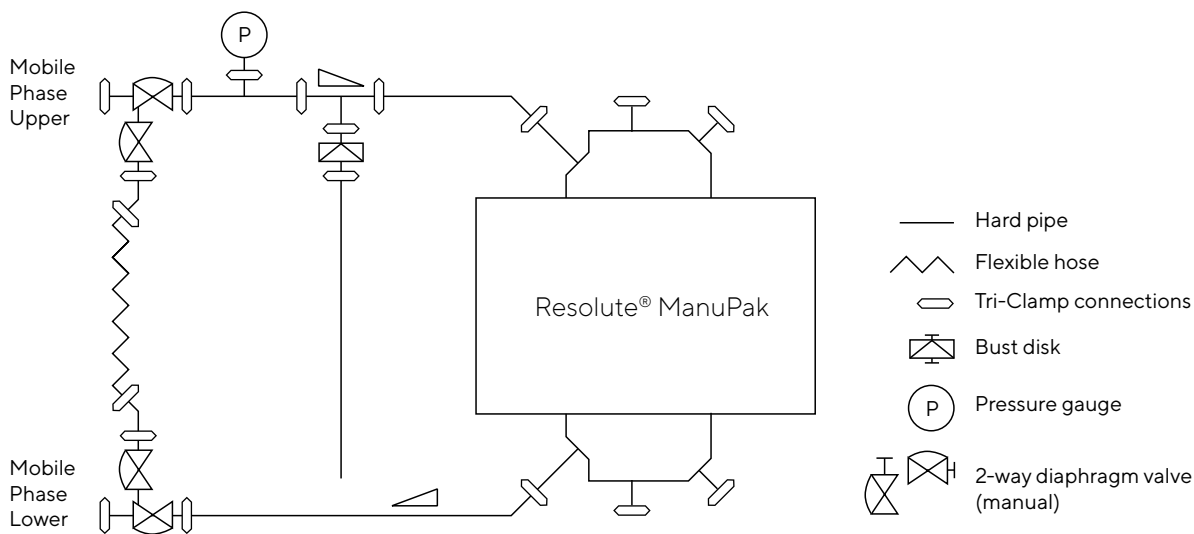 P
Mobile
Phase
Upper
Resolute® ManuPak
Hard pipe
Flexible hose
Tri-Clamp connections
Bust disk
P
Pressure gauge
2-way diaphragm valve
(manual)
Mobile
Phase
Lower